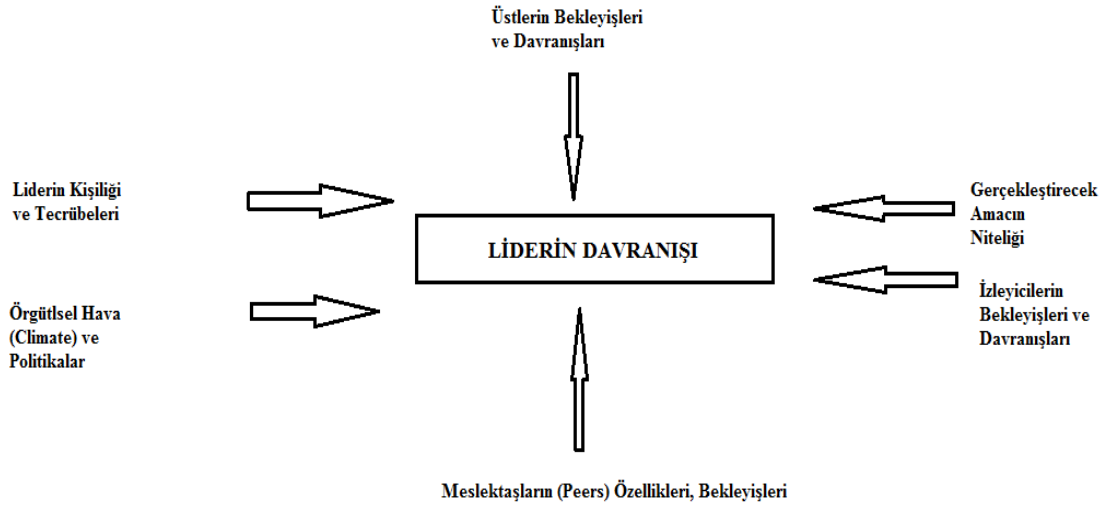 Üstlerin Bekleyişleri
ve Davranışları
Liderin Kişiliği
ve Tecrübeleri
Gerçekleştirecek
Amacın
Niteliği
LİDERİN DAVRANIŞI
Örgütlsel Hava
(Climate) ve
Politikalar
İzleyicilerin
Bekleyişleri ve
Davranışları
Meslektaşların (Peers) Özellikleri, Bekleyişleri